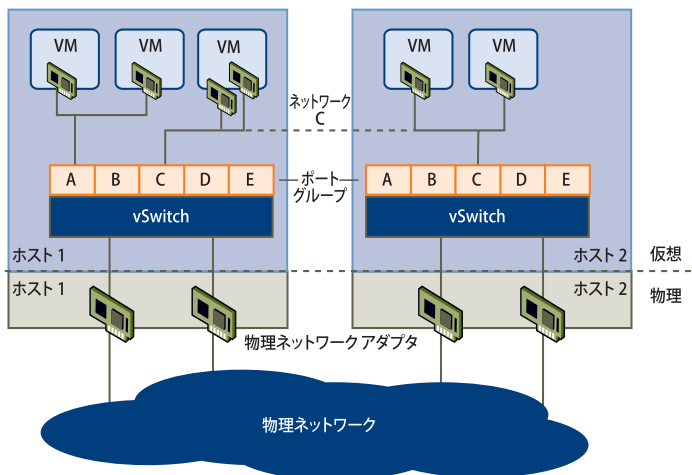 VM
VM
VM
VM
VM
ネットワーク
C
A B C D E
ポート
グループ
A B C D E
vSwitch
vSwitch
ホスト 1
ホスト 2
仮想
ホスト 1
ホスト 2
物理
物理ネットワーク アダプタ
物理ネットワーク